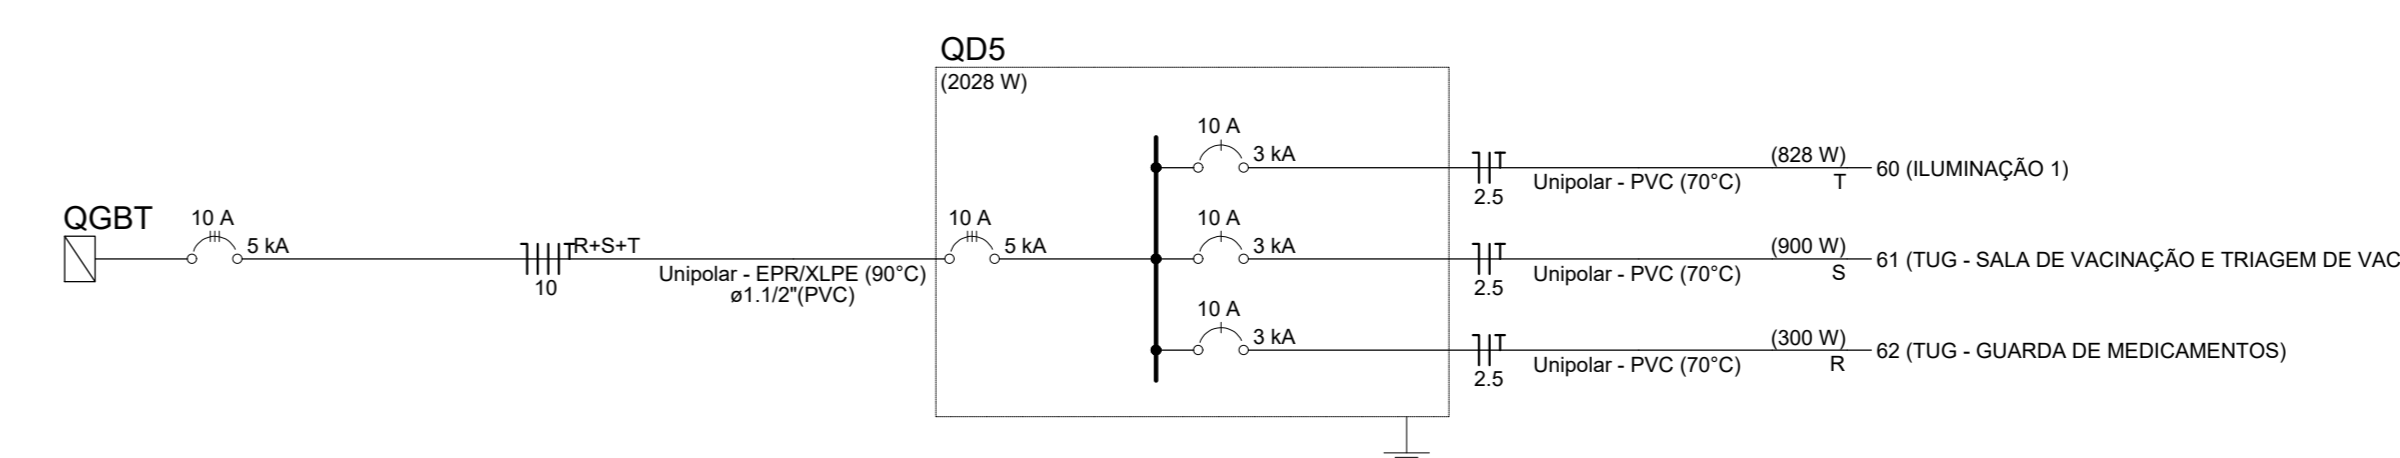 QD5
(2028 W)
10 A
3 kA
(828 W)
60 (ILUMINAÇÃO 1)
2.5
Unipolar - PVC (70°C)
T
QGBT
10 A
5 kA
R+S+T
10
Unipolar - EPR/XLPE (90°C)
ø1.1/2"(PVC)
10 A
5 kA
10 A
3 kA
(900 W)
61 (TUG - SALA DE VACINAÇÃO E TRIAGEM DE VAC
2.5
Unipolar - PVC (70°C)
S
10 A
3 kA
(300 W)
62 (TUG - GUARDA DE MEDICAMENTOS)
2.5
Unipolar - PVC (70°C)
R